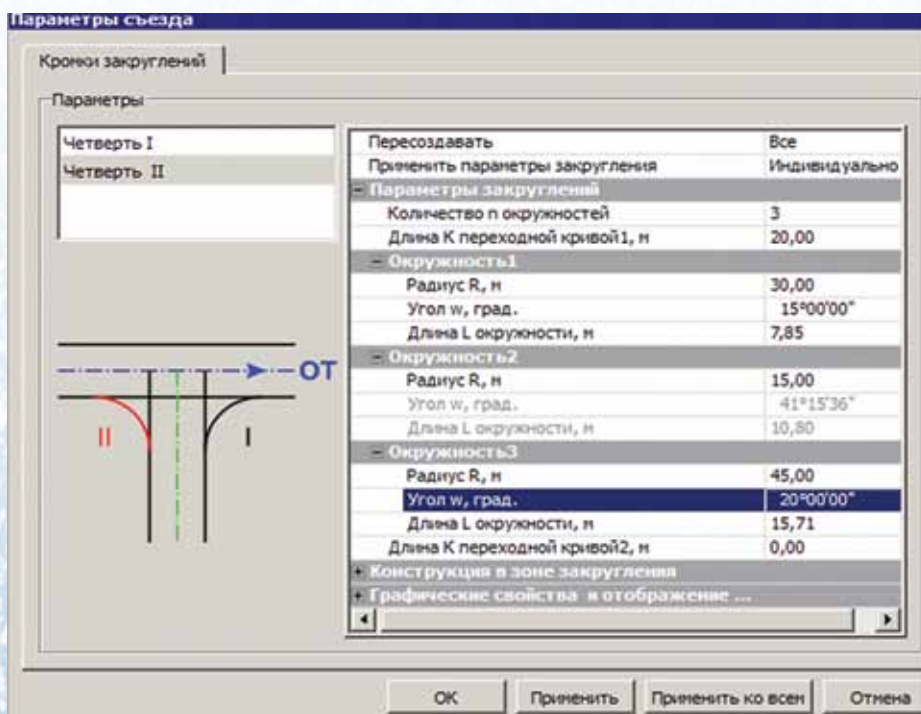 Параметры съезда
Кромки закруглений
Параметры
Четверть I
Четверть II
Пересоздавать Все
Применить параметры закругления Индивидуально
Параметры закруглений
Количество n окружностей 3
Длина K переходной кривой1, м 20,00
Окружность1
Радиус R, м 30,00
Угол w, град. 15°00'00"
Длина L окружности, м 7,85
Окружность2
Радиус R, м 15,00
Угол w, град. 41°15'36"
Длина L окружности, м 10,80
Окружность3
Радиус R, м 45,00
Угол w, град. 20°00'00"
Длина L окружности, м 15,71
Длина K переходной кривой2, м 0,00
Конструкция в зоне закругления
Графические свойства и отображение ...
ОТ
II I
ОК Применить Применить ко всем Отмена